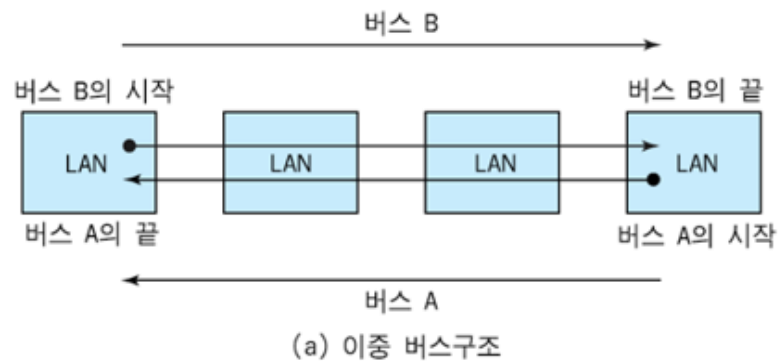 버스 B
버스 B의 시작
버스 B의 끝
LAN
LAN
LAN
LAN
버스 A의 끝
버스 A의 시작
버스 A
(a) 이중 버스구조